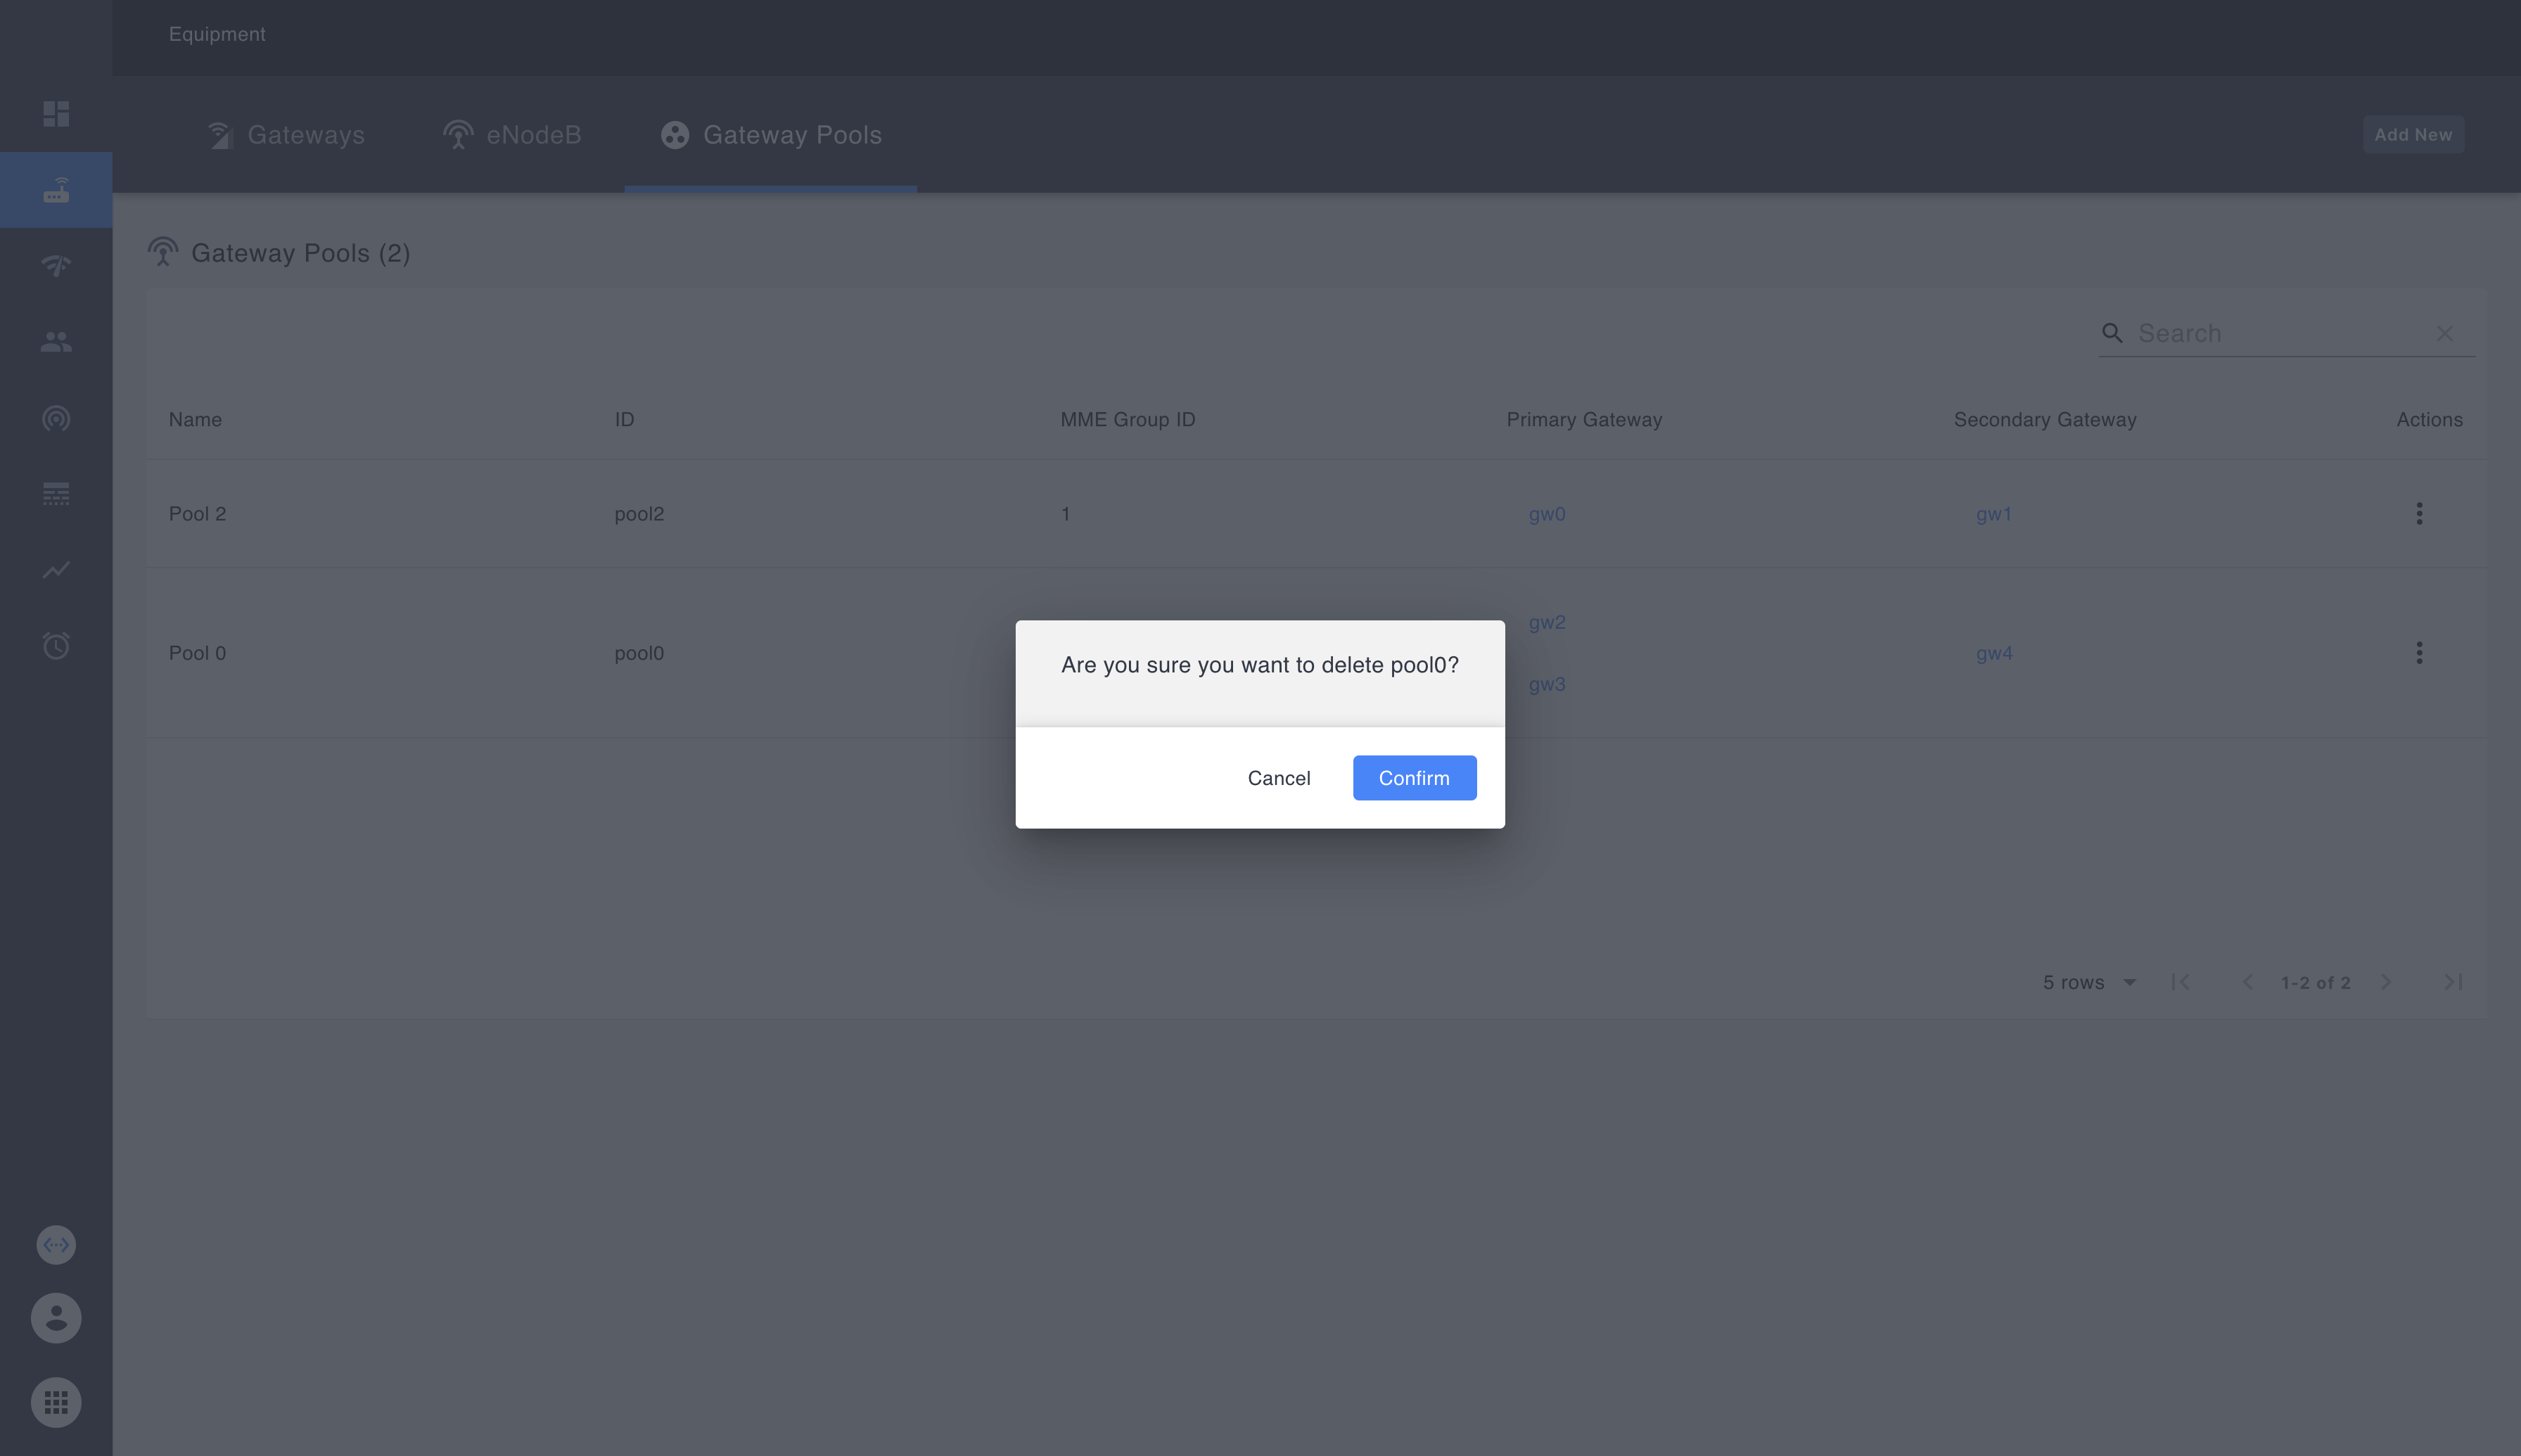 Equipment
Gateways eNodeB Gateway Pools Add New
Gateway Pools (2)
Search
Name ID MME Group ID Primary Gateway Secondary Gateway Actions
Pool 2 pool2 1 gw0 gw1
gw2
Pool 0 pool0 gw4
gw3
Are you sure you want to delete pool0?
Cancel Confirm
5 rows 1-2 of 2